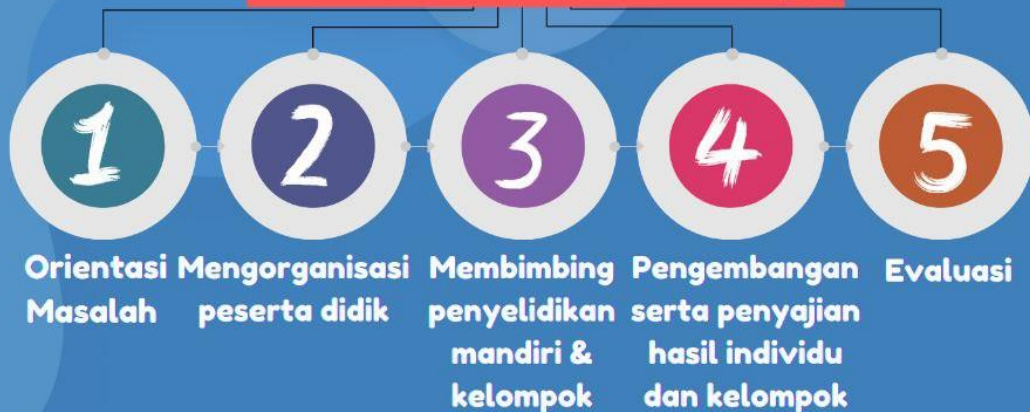 1
2
3
4
5
Orientasi
Masalah
Mengorganisasi
peserta didik
Membimbing
penyelidikan
mandiri &
kelompok
Pengembangan
serta penyajian
hasil individu
dan kelompok
Evaluasi